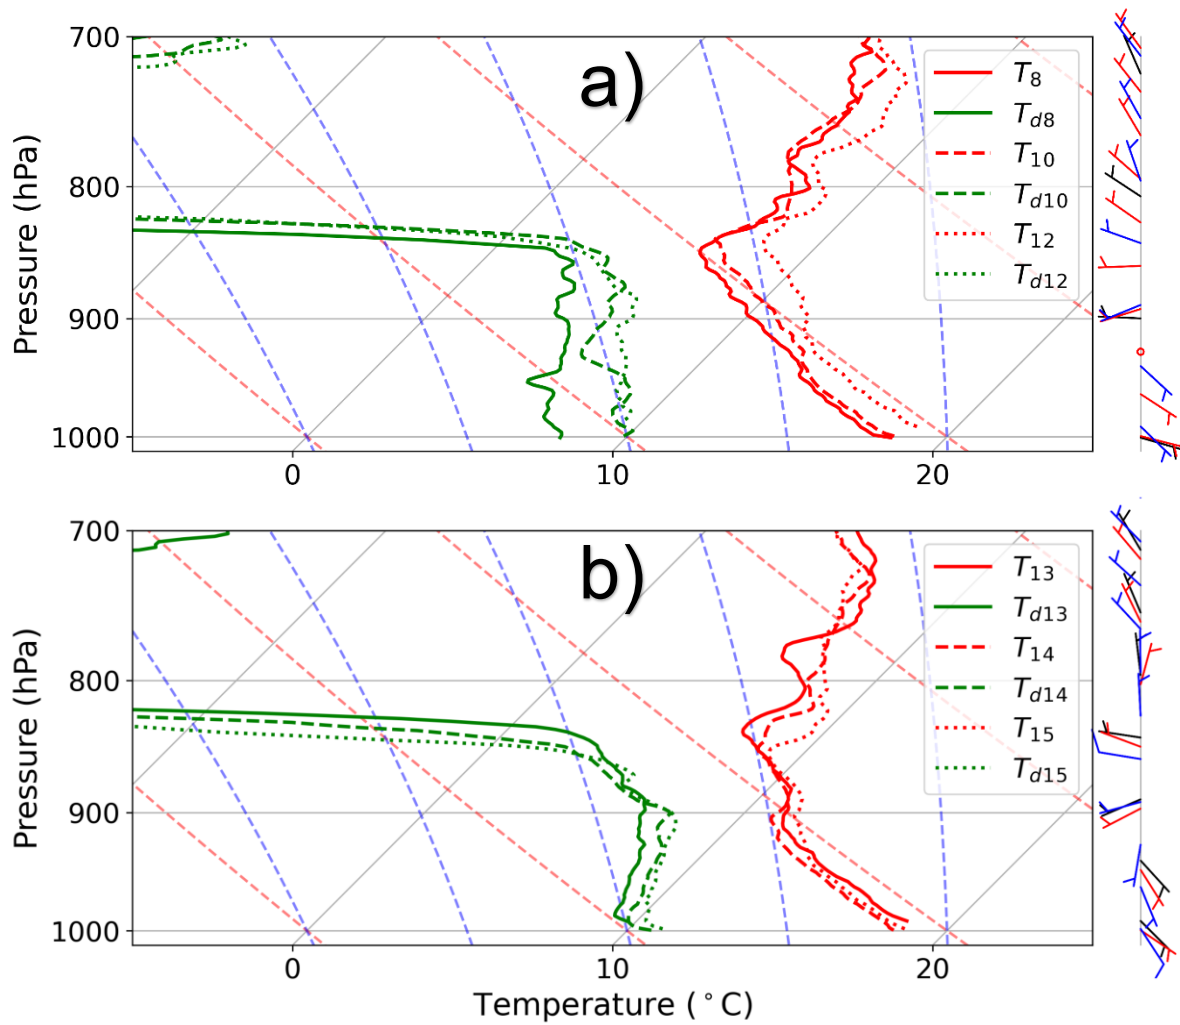 a)
700
800
900
1000
Pressure (hPa)
0
10
20
T8
Td8
T10
Td10
T12
Td12
b)
700
800
900
1000
Pressure (hPa)
0
10
20
T13
Td13
T14
Td14
T15
Td15
Temperature (°C)